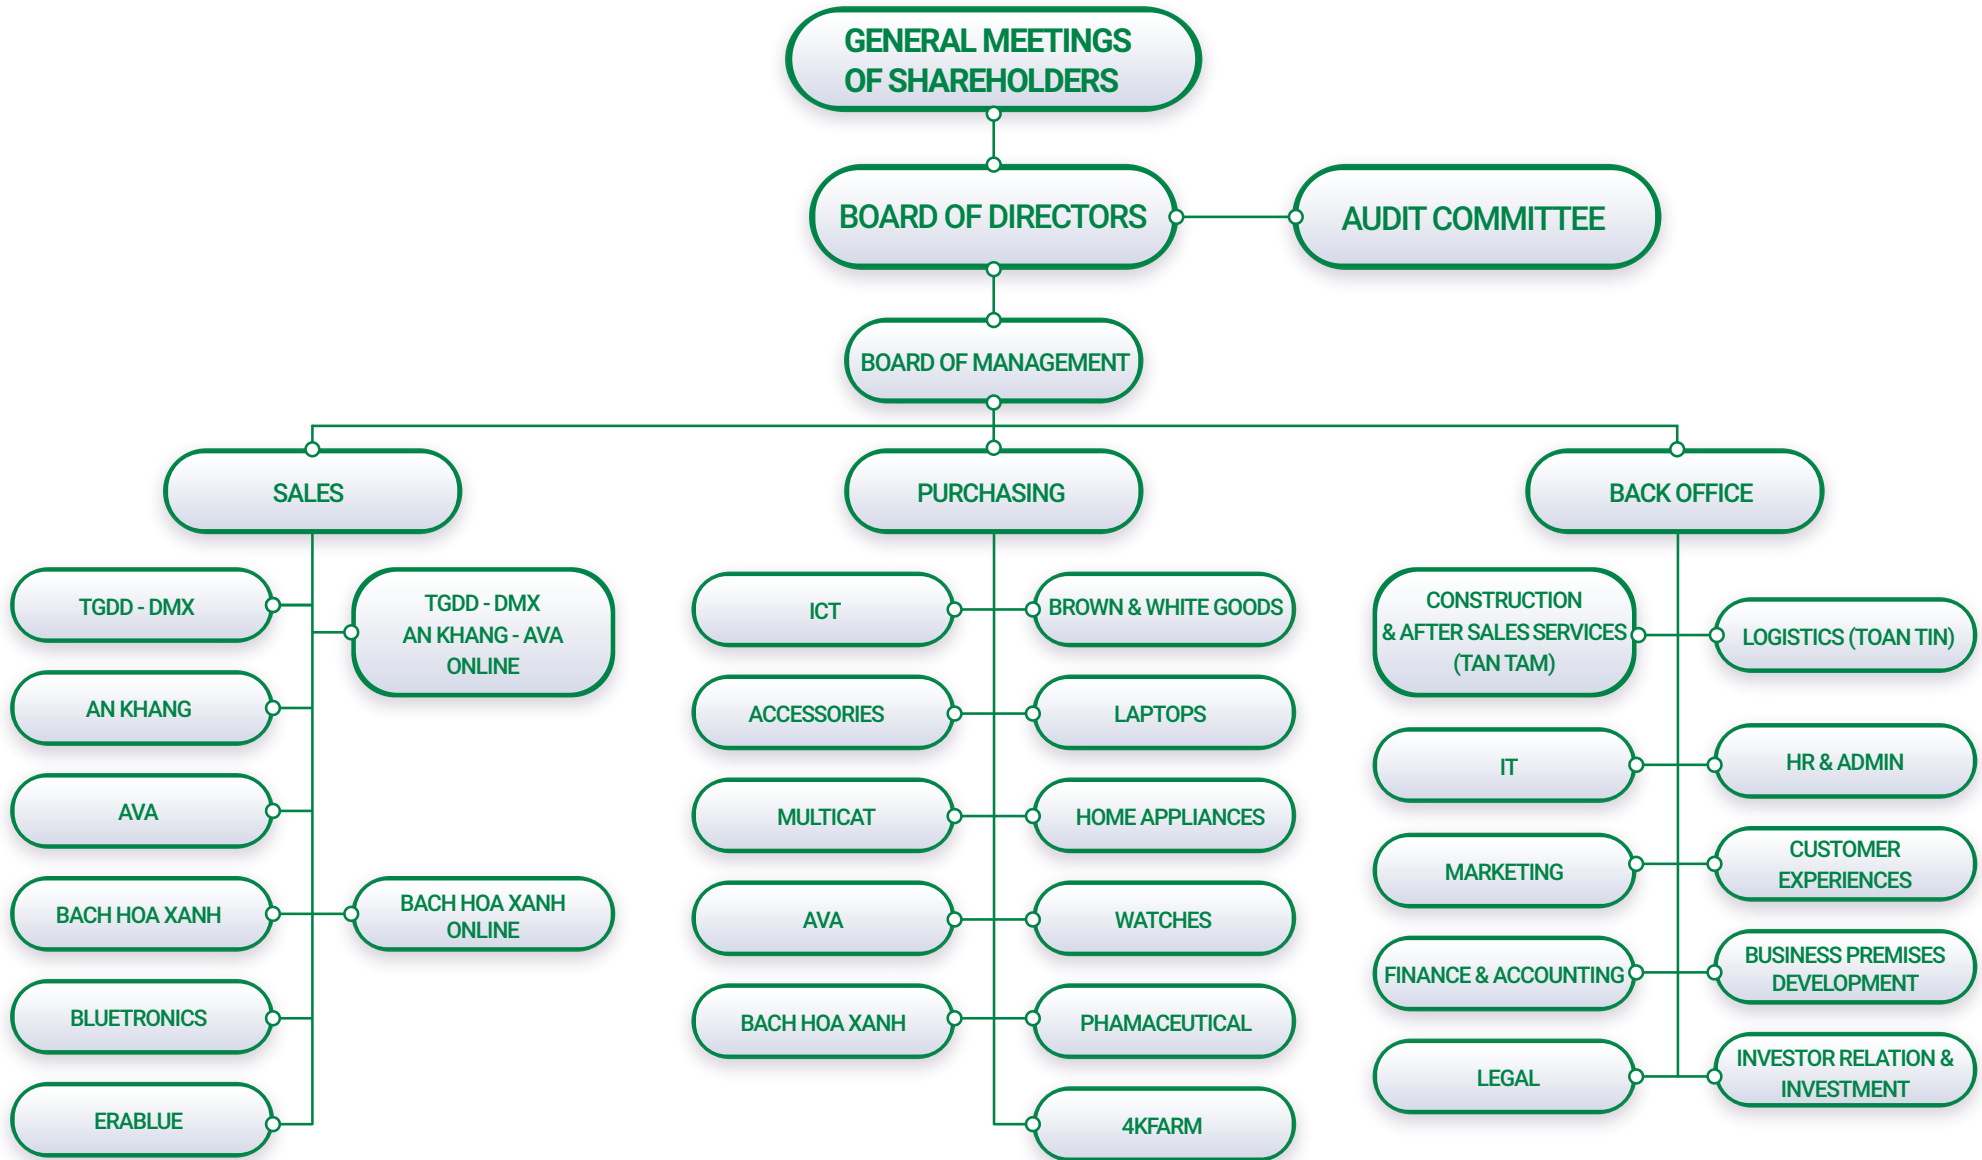 GENERAL MEETINGS
OF SHAREHOLDERS
BOARD OF DIRECTORS
AUDIT COMMITTEE
BOARD OF MANAGEMENT
SALES
PURCHASING
BACK OFFICE
TGDD - DMX
TGDD - DMX
AN KHANG - AVA
ONLINE
AN KHANG
AVA
BACH HOA XANH
BACH HOA XANH
ONLINE
BLUETRONICS
ERABLUE
ICT
BROWN & WHITE GOODS
ACCESSORIES
LAPTOPS
MULTICAT
HOME APPLIANCES
AVA
WATCHES
BACH HOA XANH
PHAMACEUTICAL
4KFARM
CONSTRUCTION
& AFTER SALES SERVICES
(TAN TAM)
LOGISTICS (TOAN TIN)
IT
HR & ADMIN
MARKETING
CUSTOMER
EXPERIENCES
FINANCE & ACCOUNTING
BUSINESS PREMISES
DEVELOPMENT
LEGAL
INVESTOR RELATION &
INVESTMENT